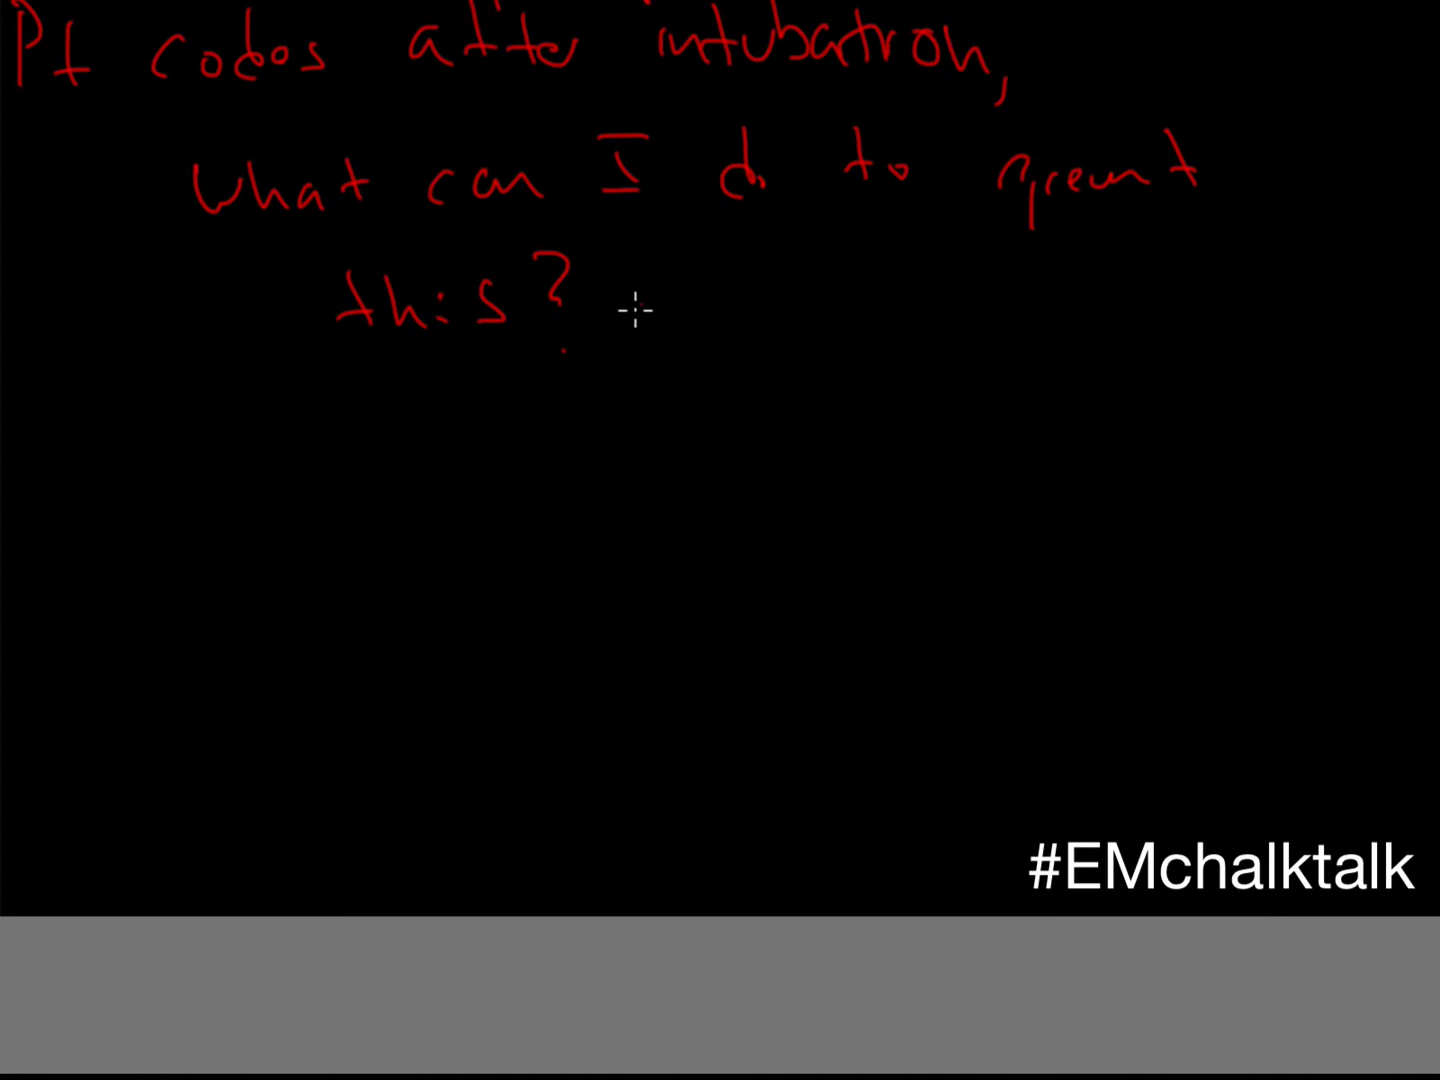 Pt codes after intubation,
what can I do to prevent
this?
#EMchalktalk